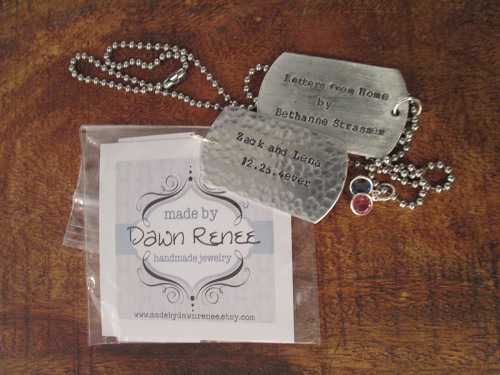 Letters from Home
by
Bethanne Strasser
Zack and Lena
12.25.4ever
made by
Dawn Renee
handmade jewelry
www.madebydawnrenee.etsy.com